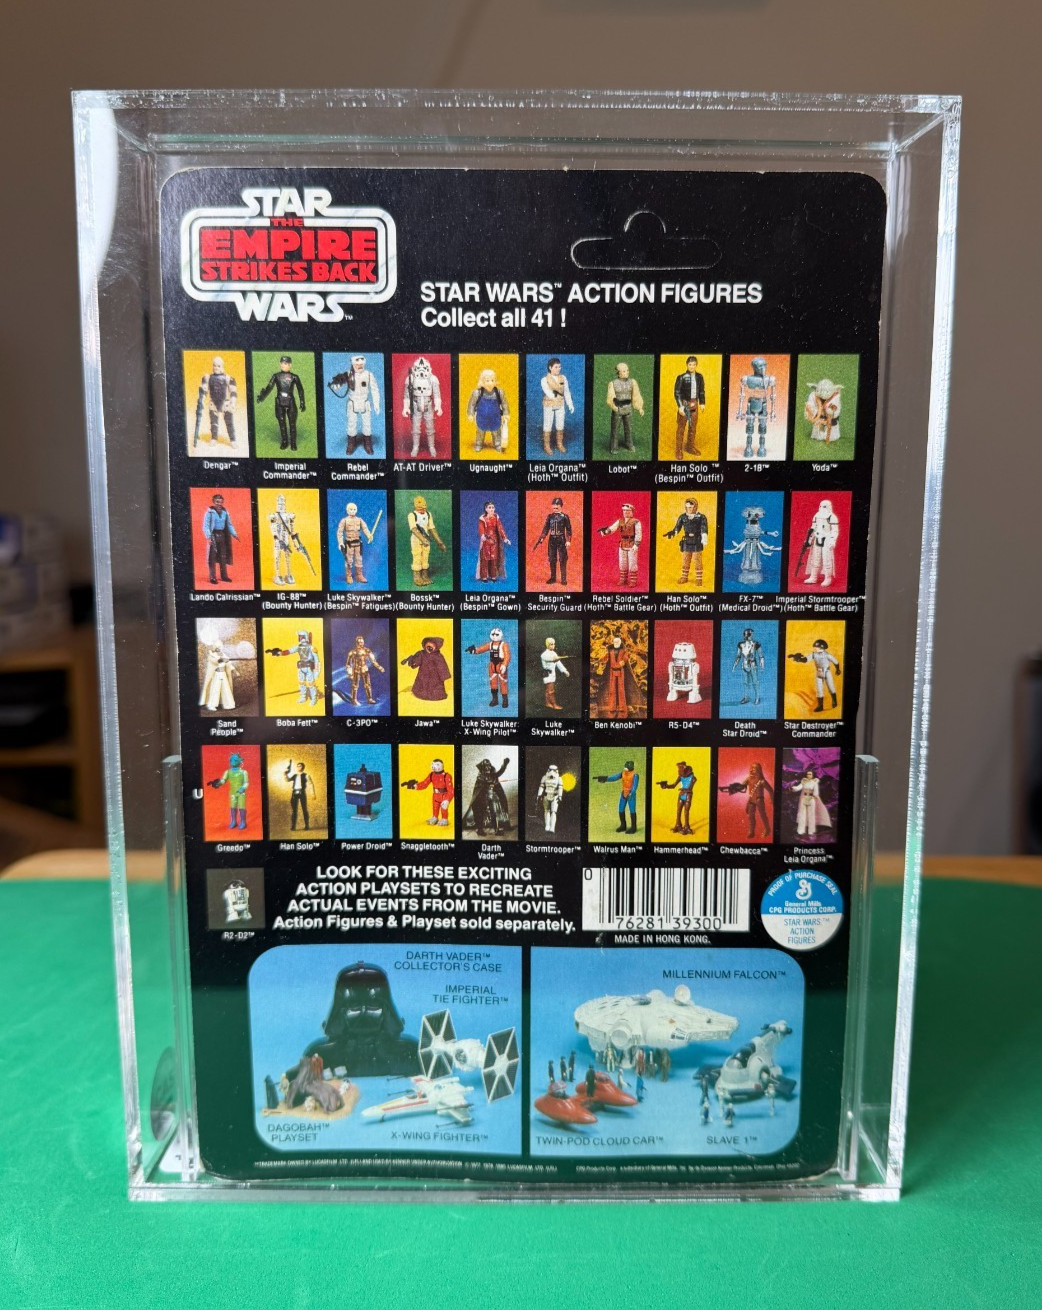 STAR
THE
EMPIRE
STRIKES BACK
WARS™
STAR WARS™ ACTION FIGURES
Collect all 41 !
Dengar™
Imperial
Commander™
Rebel
Commander™
AT-AT Driver™
Ugnaught™
Leia Organa™
(Hoth™ Outfit)
Lobot™
Han Solo™
(Bespin™ Outfit)
2-1B™
Yoda™
Lando Calrissian™
IG-88™
(Bounty Hunter)
Luke Skywalker™
(Bespin™ Fatigues)
Bossk™
(Bounty Hunter)
Leia Organa™
(Bespin™ Gown)
Bespin™
Security Guard
Rebel Soldier™
(Hoth™ Battle Gear)
Han Solo™
(Hoth™ Outfit)
FX-7™
(Medical Droid™)
Imperial Stormtrooper™
(Hoth™ Battle Gear)
Sand
People™
Boba Fett™
C-3PO™
Jawa™
Luke Skywalker:
X-Wing Pilot™
Luke
Skywalker™
Ben Kenobi™
R5-D4™
Death
Star Droid™
Star Destroyer™
Commander
U
Greedo™
Han Solo™
Power Droid™
Snaggletooth™
Darth
Vader™
Stormtrooper™
Walrus Man™
Hammerhead™
Chewbacca™
Princess
Leia Organa™
R2-D2™
LOOK FOR THESE EXCITING
ACTION PLAYSETS TO RECREATE
ACTUAL EVENTS FROM THE MOVIE.
Action Figures & Playset sold separately.
0 76281 39300
MADE IN HONG KONG.
PROOF OF PURCHASE SEAL
G
General Mills
CPG PRODUCTS CORP.
STAR WARS.™
ACTION
FIGURES
DARTH VADER™
COLLECTOR'S CASE
IMPERIAL
TIE FIGHTER™
DAGOBAH™
PLAYSET
X-WING FIGHTER™
MILLENNIUM FALCON™
TWIN-POD CLOUD CAR™
SLAVE 1™